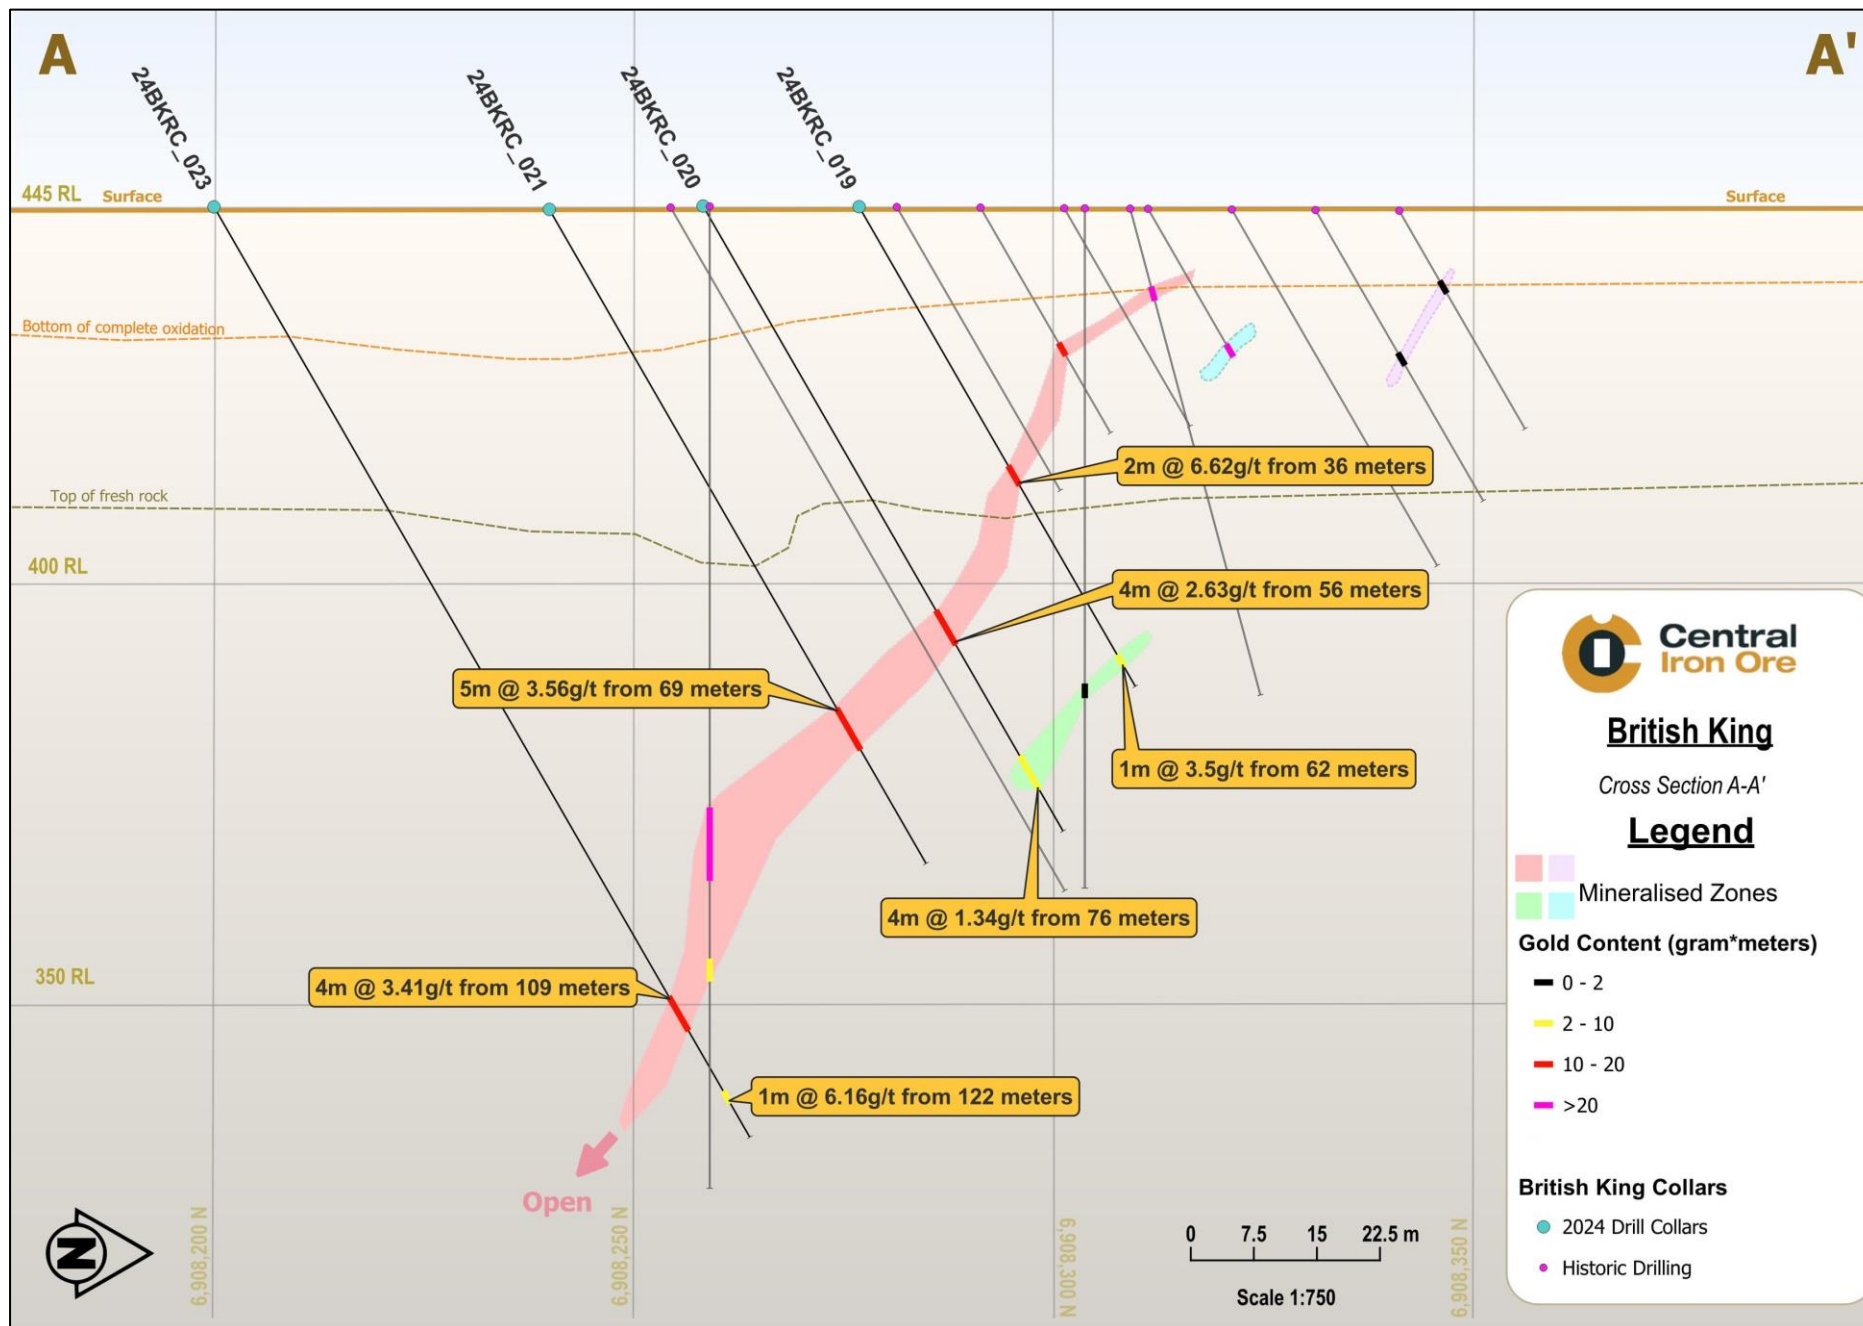 A
A'
24BKRC_023
24BKRC_021
24BKRC_020
24BKRC_019
445 RL
Surface
Surface
Bottom of complete oxidation
Top of fresh rock
2m @ 6.62g/t from 36 meters
400 RL
4m @ 2.63g/t from 56 meters
5m @ 3.56g/t from 69 meters
1m @ 3.5g/t from 62 meters
4m @ 1.34g/t from 76 meters
350 RL
4m @ 3.41g/t from 109 meters
1m @ 6.16g/t from 122 meters
Open
N
6,908,200 N
6,908,250 N
6,908,300 N
6,908,350 N
0 7.5 15 22.5 m
Scale 1:750
Central
Iron Ore
British King
Cross Section A-A'
Legend
Mineralised Zones
Gold Content (gram*meters)
0 - 2
2 - 10
10 - 20
>20
British King Collars
2024 Drill Collars
Historic Drilling